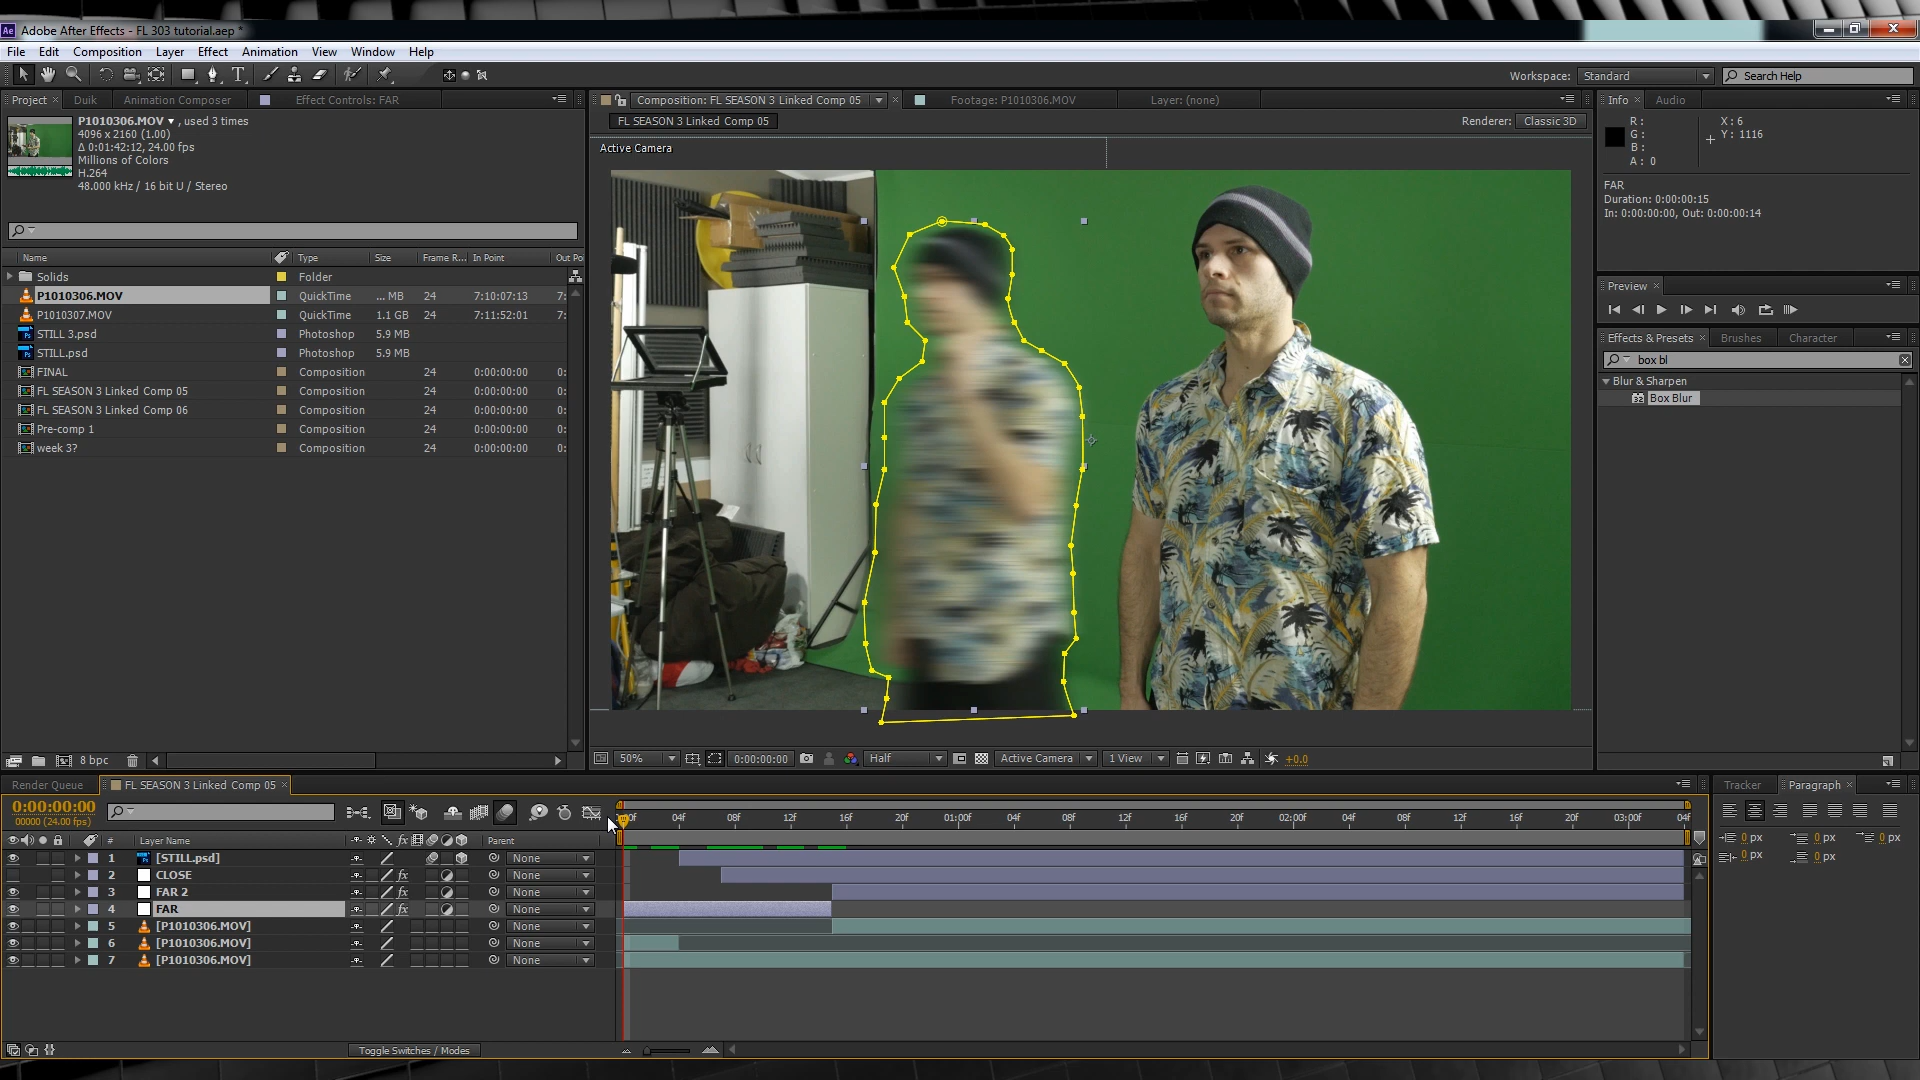 Adobe After Effects - FL 303 tutorial.aep *
File Edit Composition Layer Effect Animation View Window Help
Workspace: Standard Search Help
Project Duik Animation Composer Effect Controls: FAR
P1010306.MOV , used 3 times
4096 x 2160 (1.00)
Δ 0:01:42:12, 24.00 fps
Millions of Colors
H.264
48.000 kHz / 16 bit U / Stereo
Name Type Size Frame R... In Point Out Po
Solids Folder
P1010306.MOV QuickTime ... MB 24 7:10:07:13 7:
P1010307.MOV QuickTime 1.1 GB 24 7:11:52:01 7:
STILL 3.psd Photoshop 5.9 MB
STILL.psd Photoshop 5.9 MB
FINAL Composition 24 0:00:00:00 0:
FL SEASON 3 Linked Comp 05 Composition 24 0:00:00:00 0:
FL SEASON 3 Linked Comp 06 Composition 24 0:00:00:00 0:
Pre-comp 1 Composition 24 0:00:00:00 0:
week 3? Composition 24 0:00:00:00 0:
8 bpc
Composition: FL SEASON 3 Linked Comp 05 Footage: P1010306.MOV Layer: (none)
FL SEASON 3 Linked Comp 05 Renderer: Classic 3D
Active Camera
50% 0:00:00:00 Half Active Camera 1 View +0.0
Info Audio
R: X: 6
G: Y: 1116
B:
A: 0
FAR
Duration: 0:00:00:15
In: 0:00:00:00, Out: 0:00:00:14
Preview
Effects & Presets Brushes Character
box bl
Blur & Sharpen
Box Blur
Render Queue FL SEASON 3 Linked Comp 05
0:00:00:00
00000 (24.00 fps)
04f 08f 12f 16f 20f 01:00f 04f 08f 12f 16f 20f 02:00f 04f 08f 12f 16f 20f 03:00f 04f
# Layer Name Parent
1 [STILL.psd] None
2 CLOSE fx None
3 FAR 2 fx None
4 FAR fx None
5 [P1010306.MOV] None
6 [P1010306.MOV] None
7 [P1010306.MOV] None
Toggle Switches / Modes
Tracker Paragraph
0 px 0 px 0 px
0 px 0 px